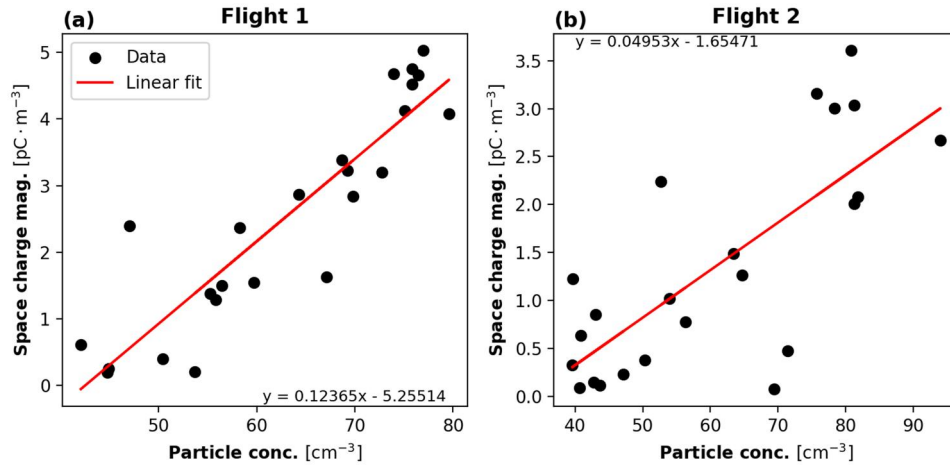 (a) Flight 1
Data
Linear fit
y = 0.12365x - 5.25514
Space charge mag. [pC · m⁻³]
0
1
2
3
4
5
50
60
70
80
Particle conc. [cm⁻³]
(b) Flight 2
y = 0.04953x - 1.65471
Space charge mag. [pC · m⁻³]
0.0
0.5
1.0
1.5
2.0
2.5
3.0
3.5
40
50
60
70
80
90
Particle conc. [cm⁻³]